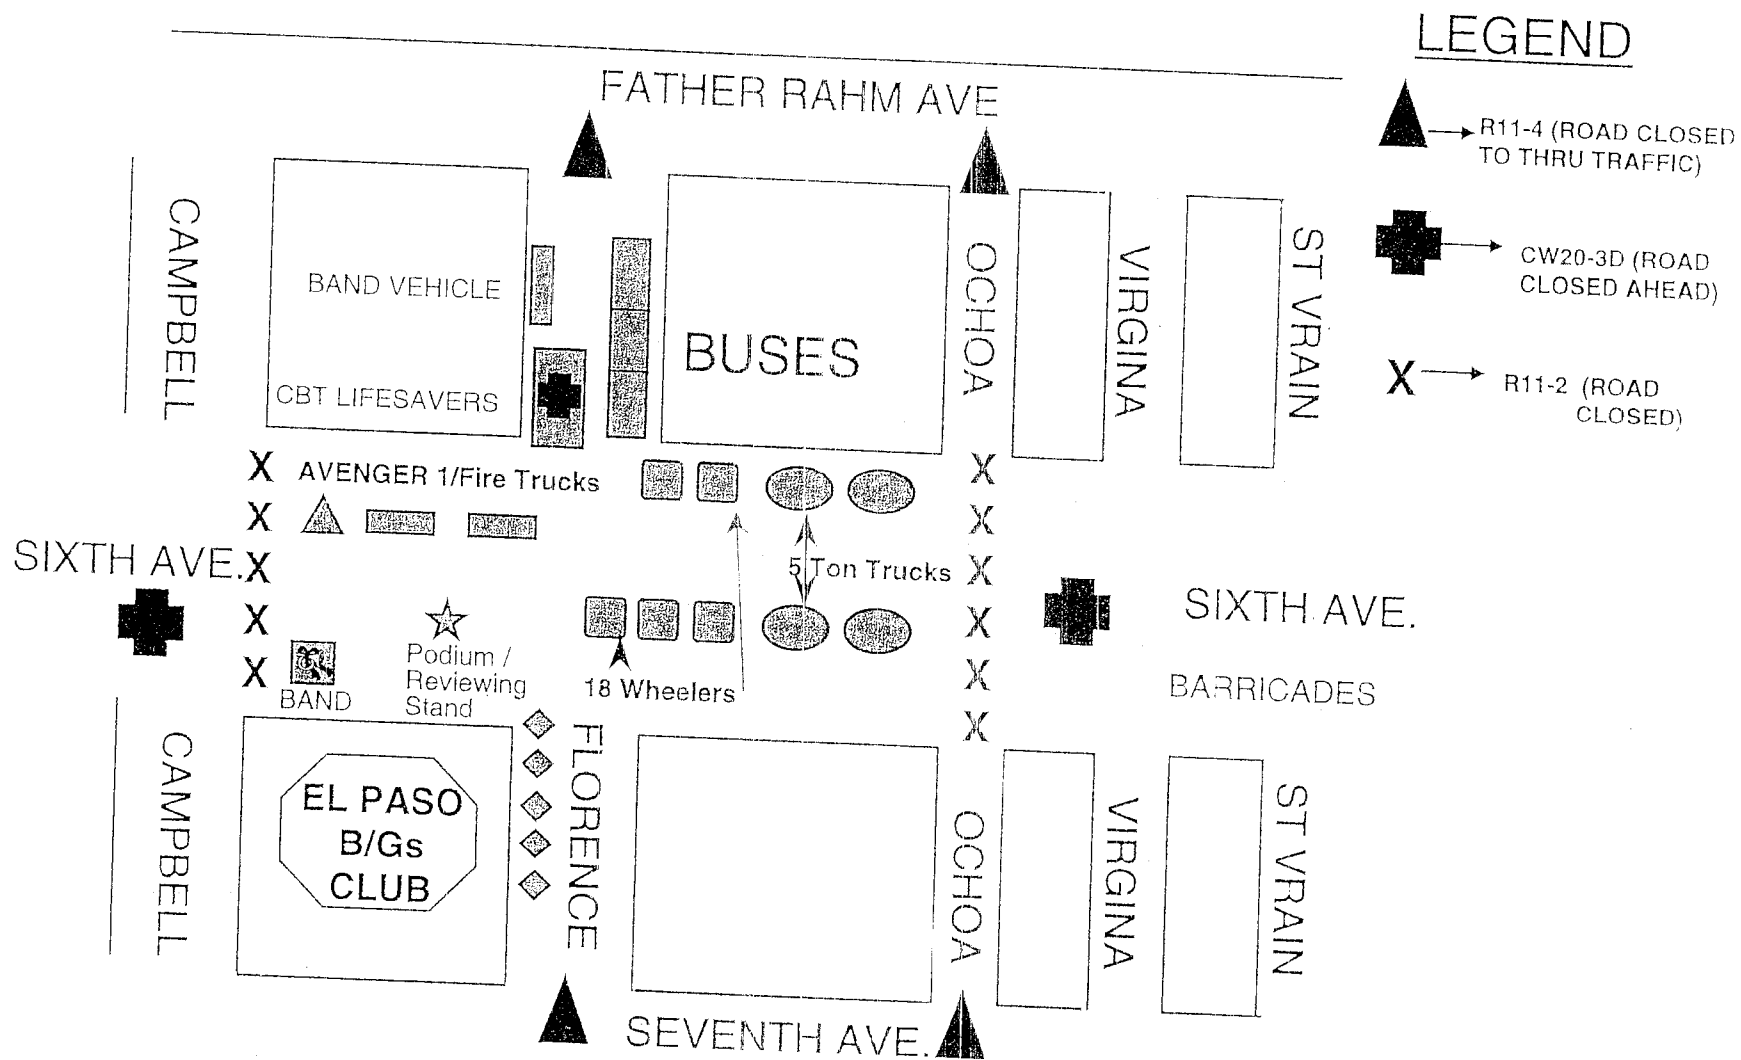 LEGEND
FATHER RAHM AVE
R11-4 (ROAD CLOSED
TO THRU TRAFFIC)
CAMPBELL
BAND VEHICLE
CBT LIFESAVERS
BUSES
OCHOA
VIRGINA
ST VRAIN
CW20-3D (ROAD
CLOSED AHEAD)
X
R11-2 (ROAD
CLOSED)
X AVENGER 1/Fire Trucks X
X X
SIXTH AVE. X 5 Ton Trucks X
X X
SIXTH AVE.
X X
BAND
Podium /
Reviewing
Stand
18 Wheelers
X
BARRICADES
CAMPBELL
EL PASO
B/Gs
CLUB
FLORENCE
OCHOA
VIRGINA
ST VRAIN
SEVENTH AVE.